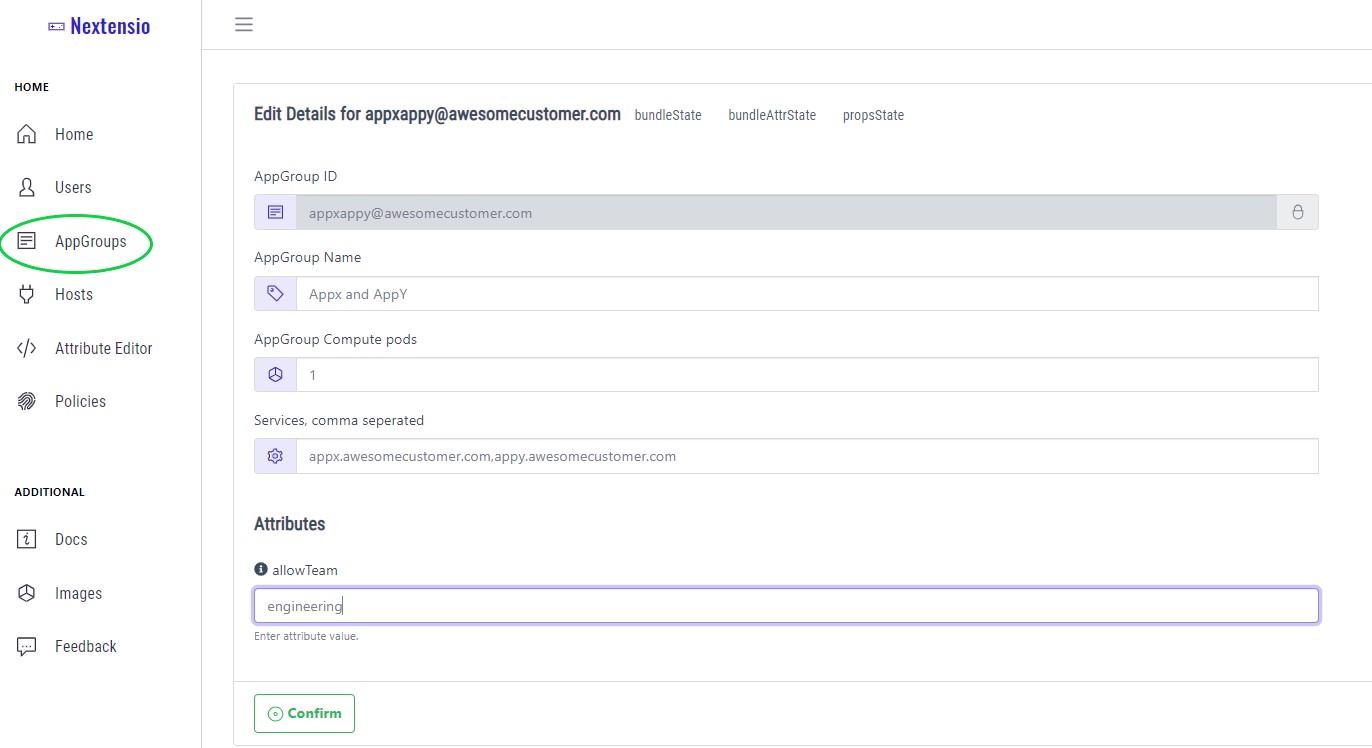 Nextensio
HOME
Home
Users
AppGroups
Hosts
Attribute Editor
Policies
ADDITIONAL
Docs
Images
Feedback
Edit Details for appxappy@awesomecustomer.com bundleState bundleAttrState propsState
AppGroup ID
appxappy@awesomecustomer.com
AppGroup Name
Appx and AppY
AppGroup Compute pods
1
Services, comma seperated
appx.awesomecustomer.com,appy.awesomecustomer.com
Attributes
allowTeam
engineering
Enter attribute value.
Confirm